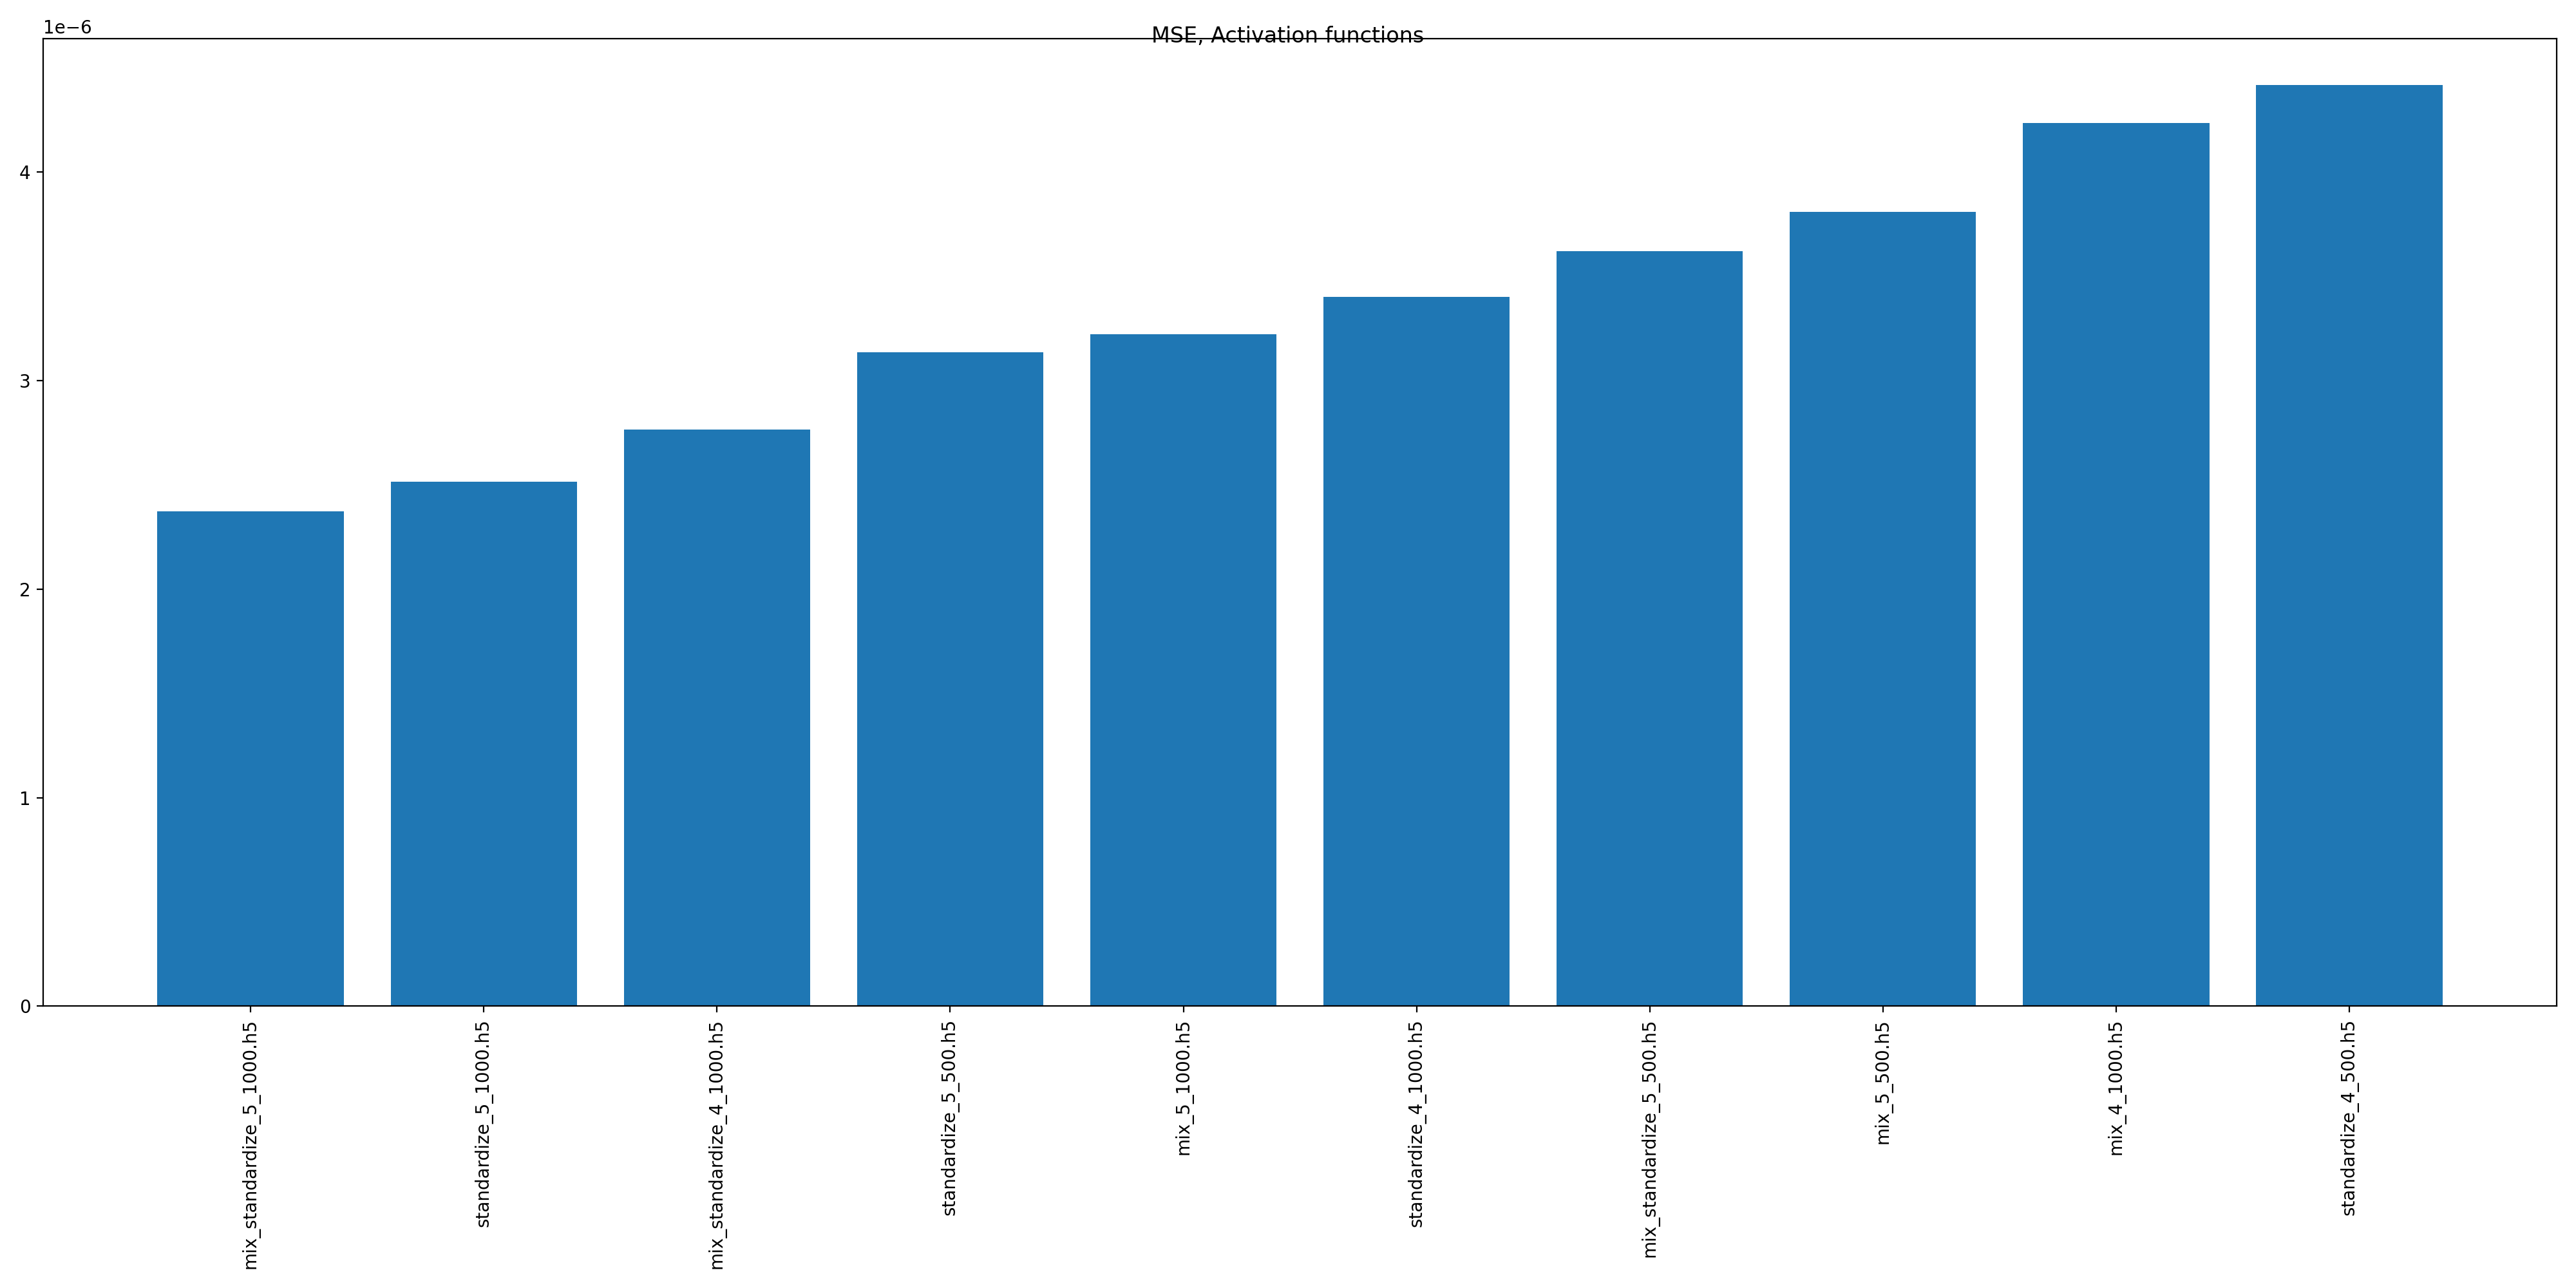 MSE, Activation functions
1e−6
4
3
2
1
0
mix_standardize_5_1000.h5
standardize_5_1000.h5
mix_standardize_4_1000.h5
standardize_5_500.h5
mix_5_1000.h5
standardize_4_1000.h5
mix_standardize_5_500.h5
mix_5_500.h5
mix_4_1000.h5
standardize_4_500.h5